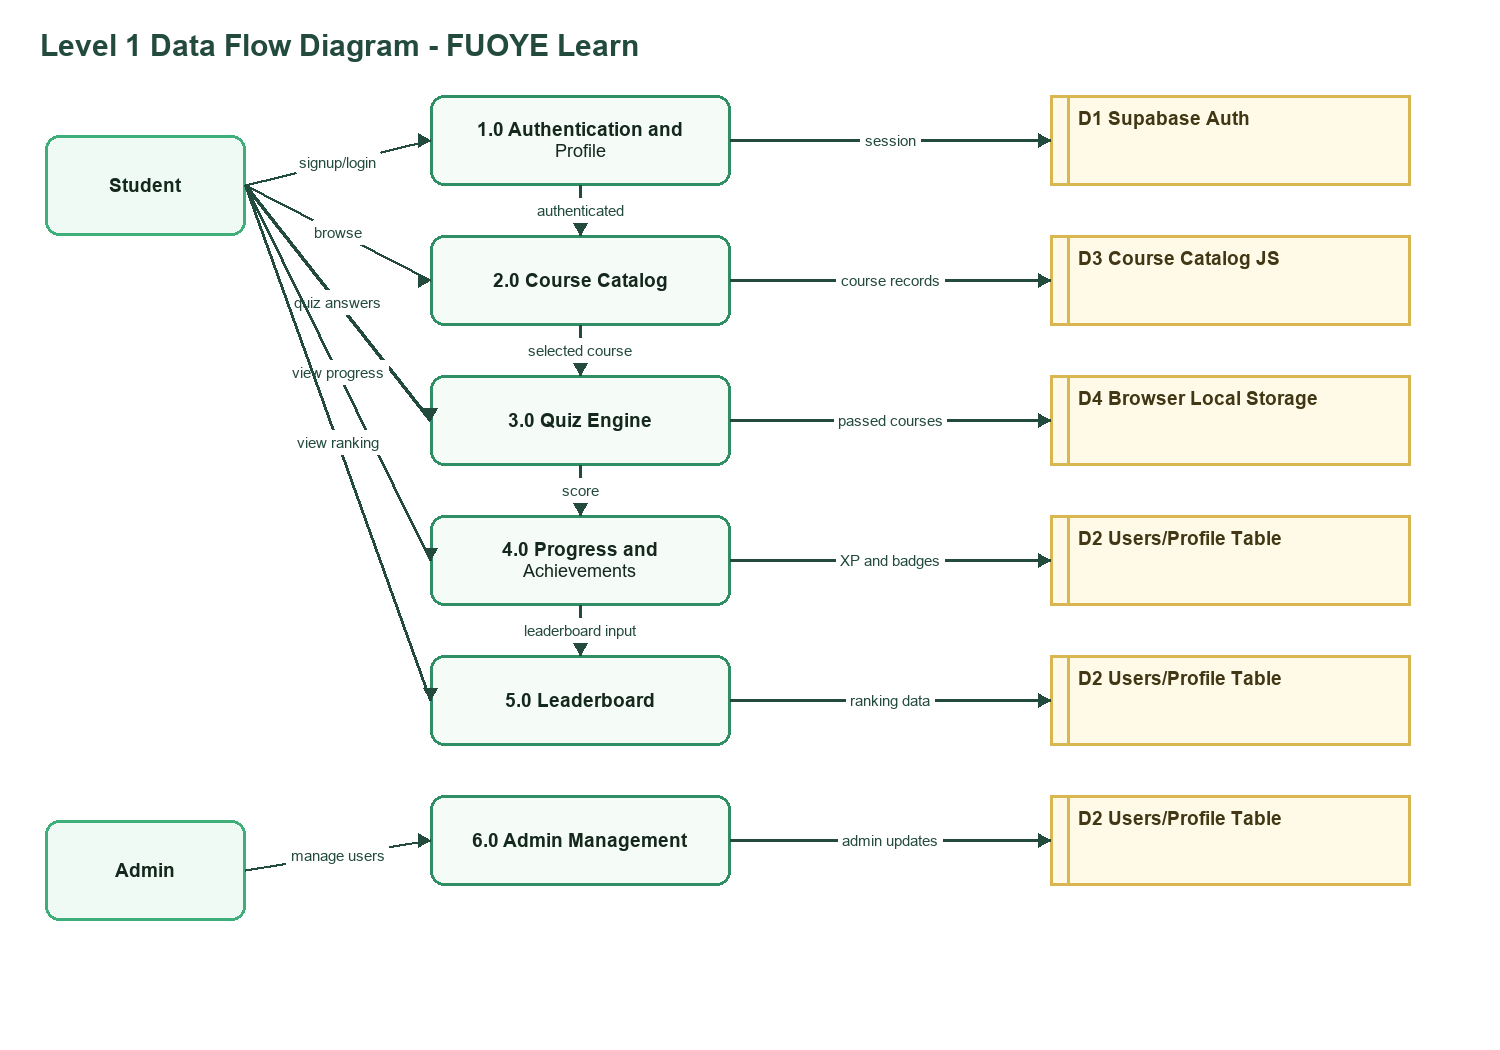 Level 1 Data Flow Diagram - FUOYE Learn
Student
signup/login
browse
quiz answers
view progress
view ranking
1.0 Authentication and
Profile
session
D1 Supabase Auth
authenticated
2.0 Course Catalog
course records
D3 Course Catalog JS
selected course
3.0 Quiz Engine
passed courses
D4 Browser Local Storage
score
4.0 Progress and
Achievements
XP and badges
D2 Users/Profile Table
leaderboard input
5.0 Leaderboard
ranking data
D2 Users/Profile Table
Admin
manage users
6.0 Admin Management
admin updates
D2 Users/Profile Table